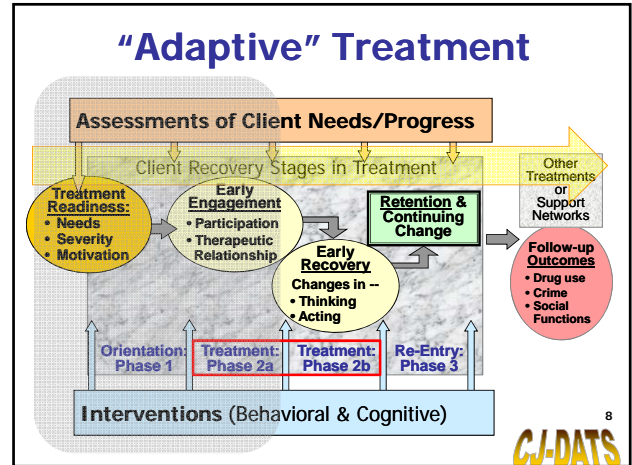 “Adaptive” Treatment
Assessments of Client Needs/Progress
Client Recovery Stages in Treatment
Other
Treatments
or
Support
Networks
Treatment
Readiness:
• Needs
• Severity
• Motivation
Early
Engagement
• Participation
• Therapeutic
Relationship
Early
Recovery
Changes in --
• Thinking
• Acting
Retention &
Continuing
Change
Follow-up
Outcomes
• Drug use
• Crime
• Social
Functions
Orientation:
Phase 1
Treatment:
Phase 2a
Treatment:
Phase 2b
Re-Entry:
Phase 3
Interventions (Behavioral & Cognitive)
8
CJ-DATS